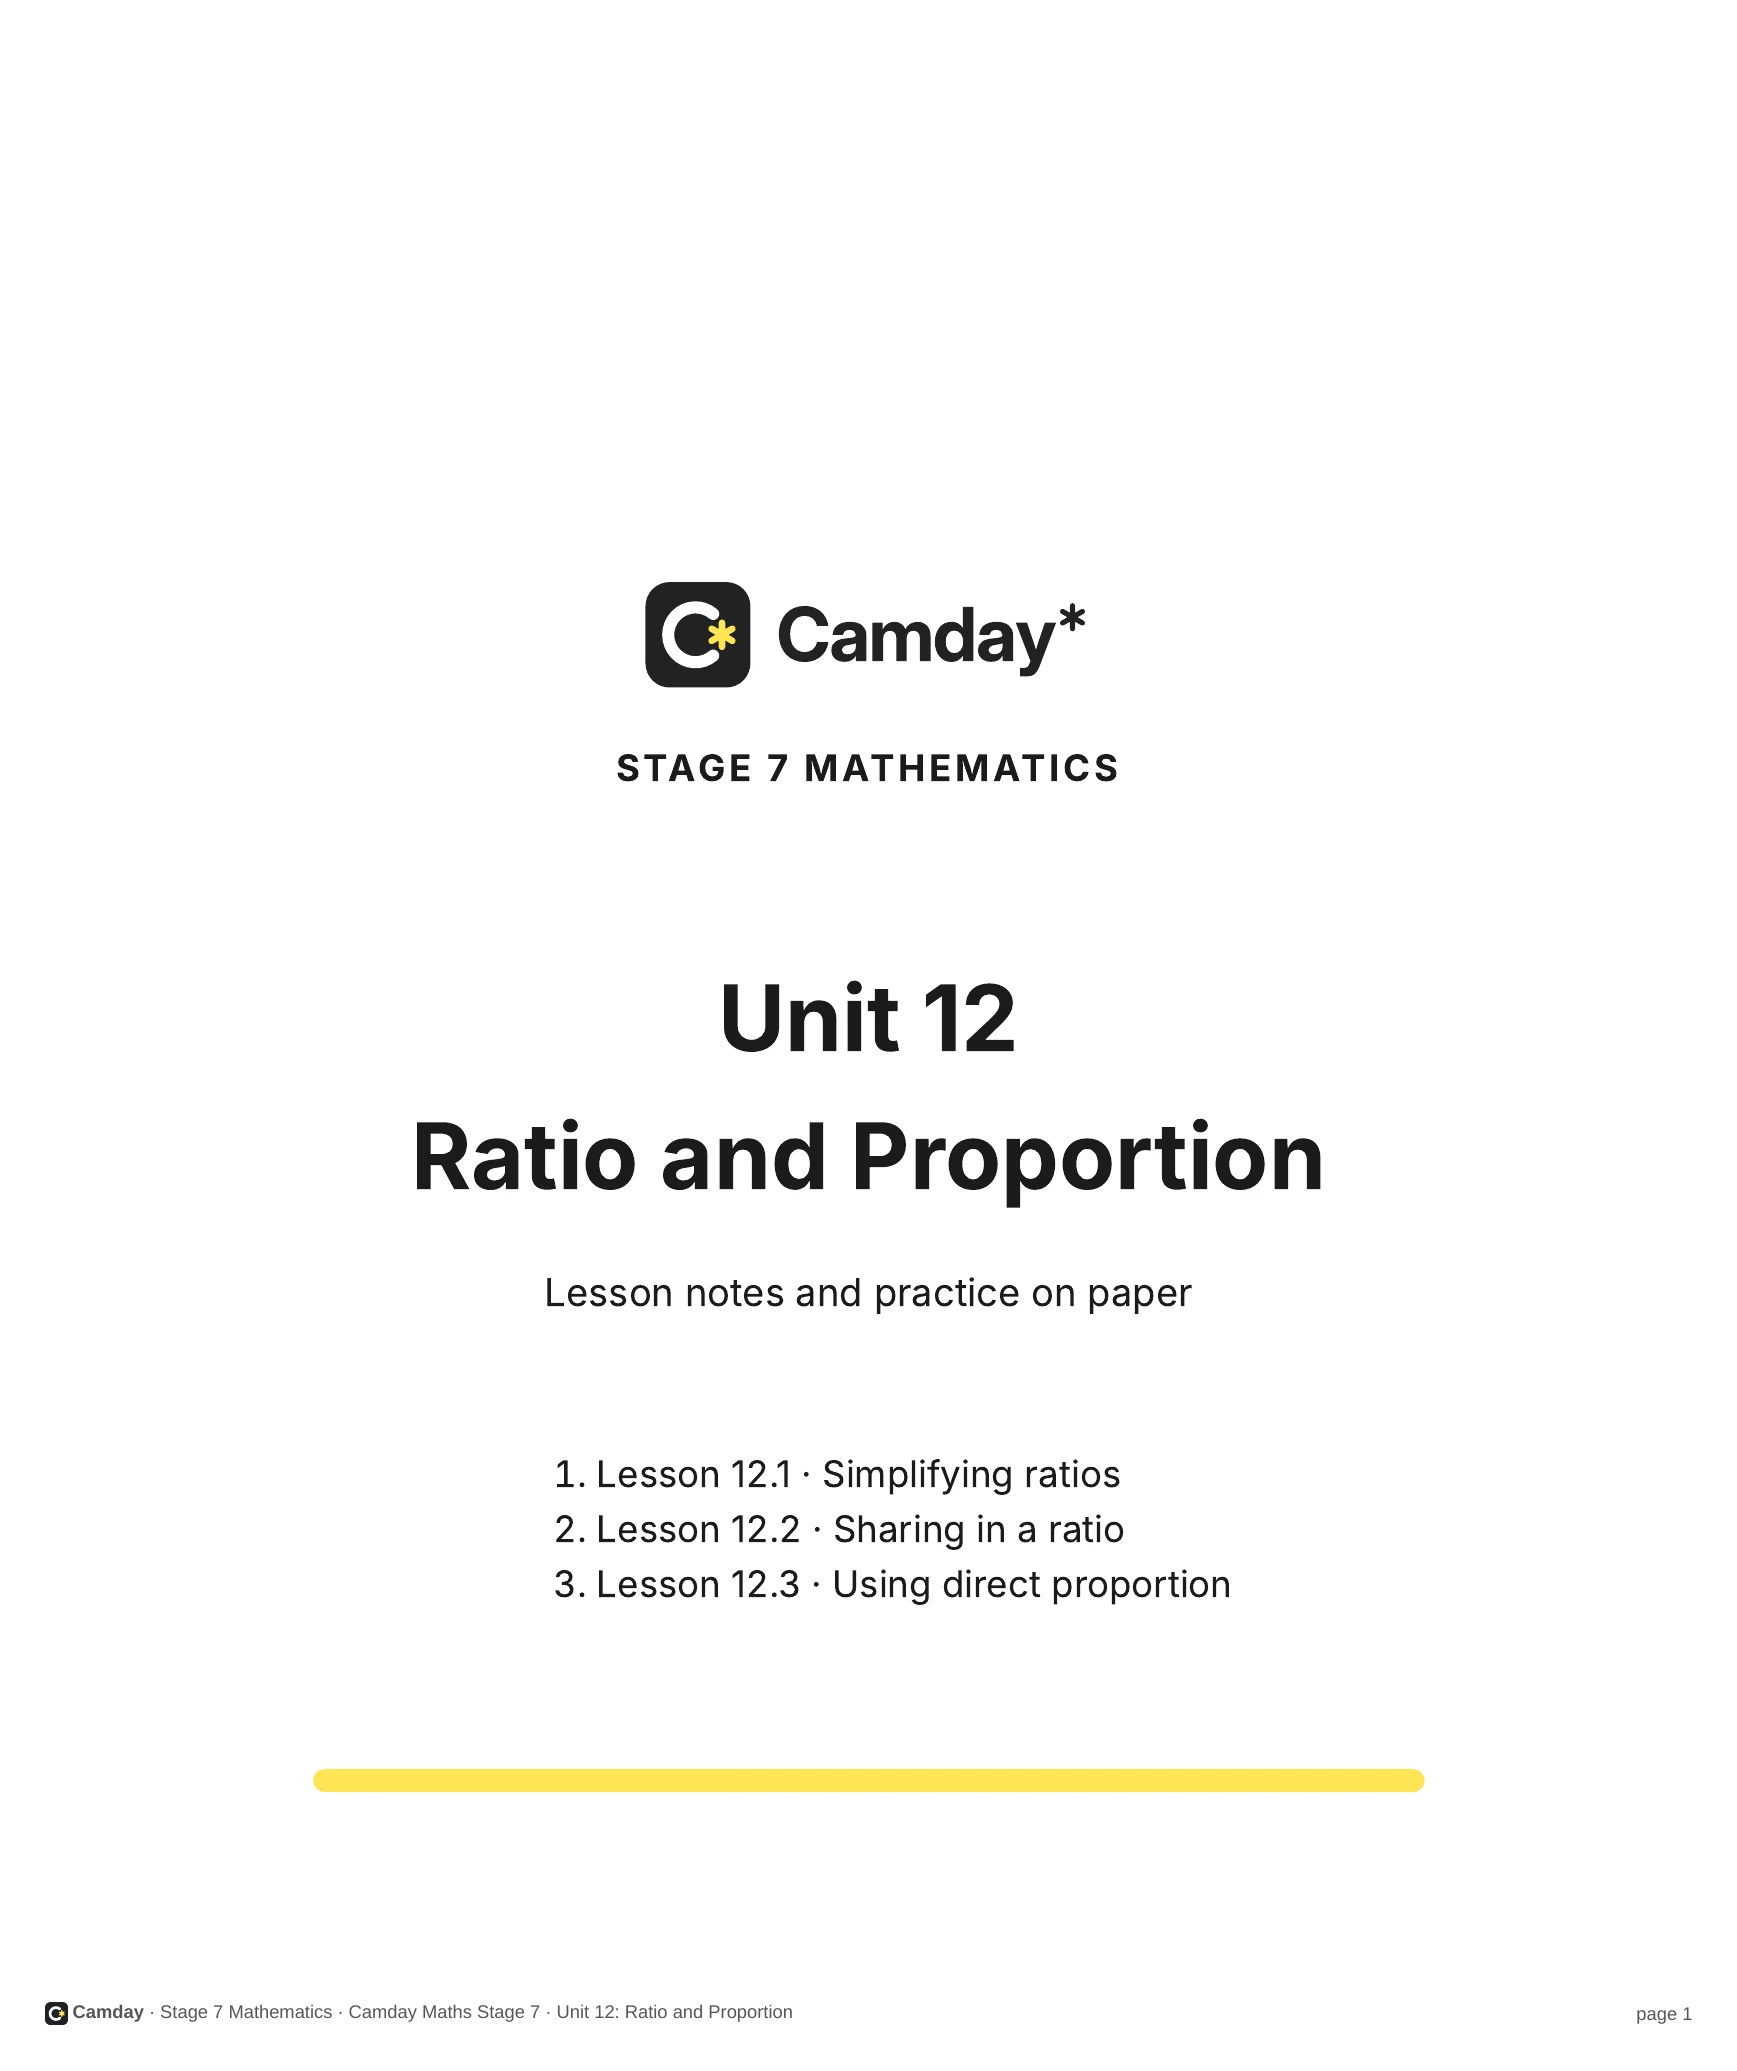 Camday*
STAGE 7 MATHEMATICS
Unit 12
Ratio and Proportion
Lesson notes and practice on paper
1. Lesson 12.1 · Simplifying ratios
2. Lesson 12.2 · Sharing in a ratio
3. Lesson 12.3 · Using direct proportion
Camday · Stage 7 Mathematics · Camday Maths Stage 7 · Unit 12: Ratio and Proportion
page 1